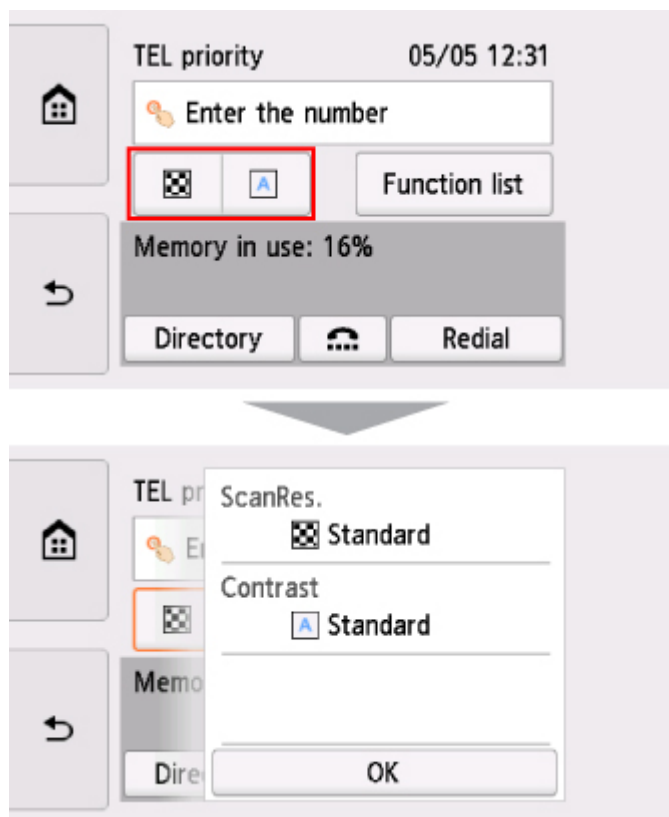 TEL priority 05/05 12:31
Enter the number
A Function list
Memory in use: 16%
Directory Redial
TEL pr
ScanRes.
Standard
Contrast
A Standard
Memo
Dire OK